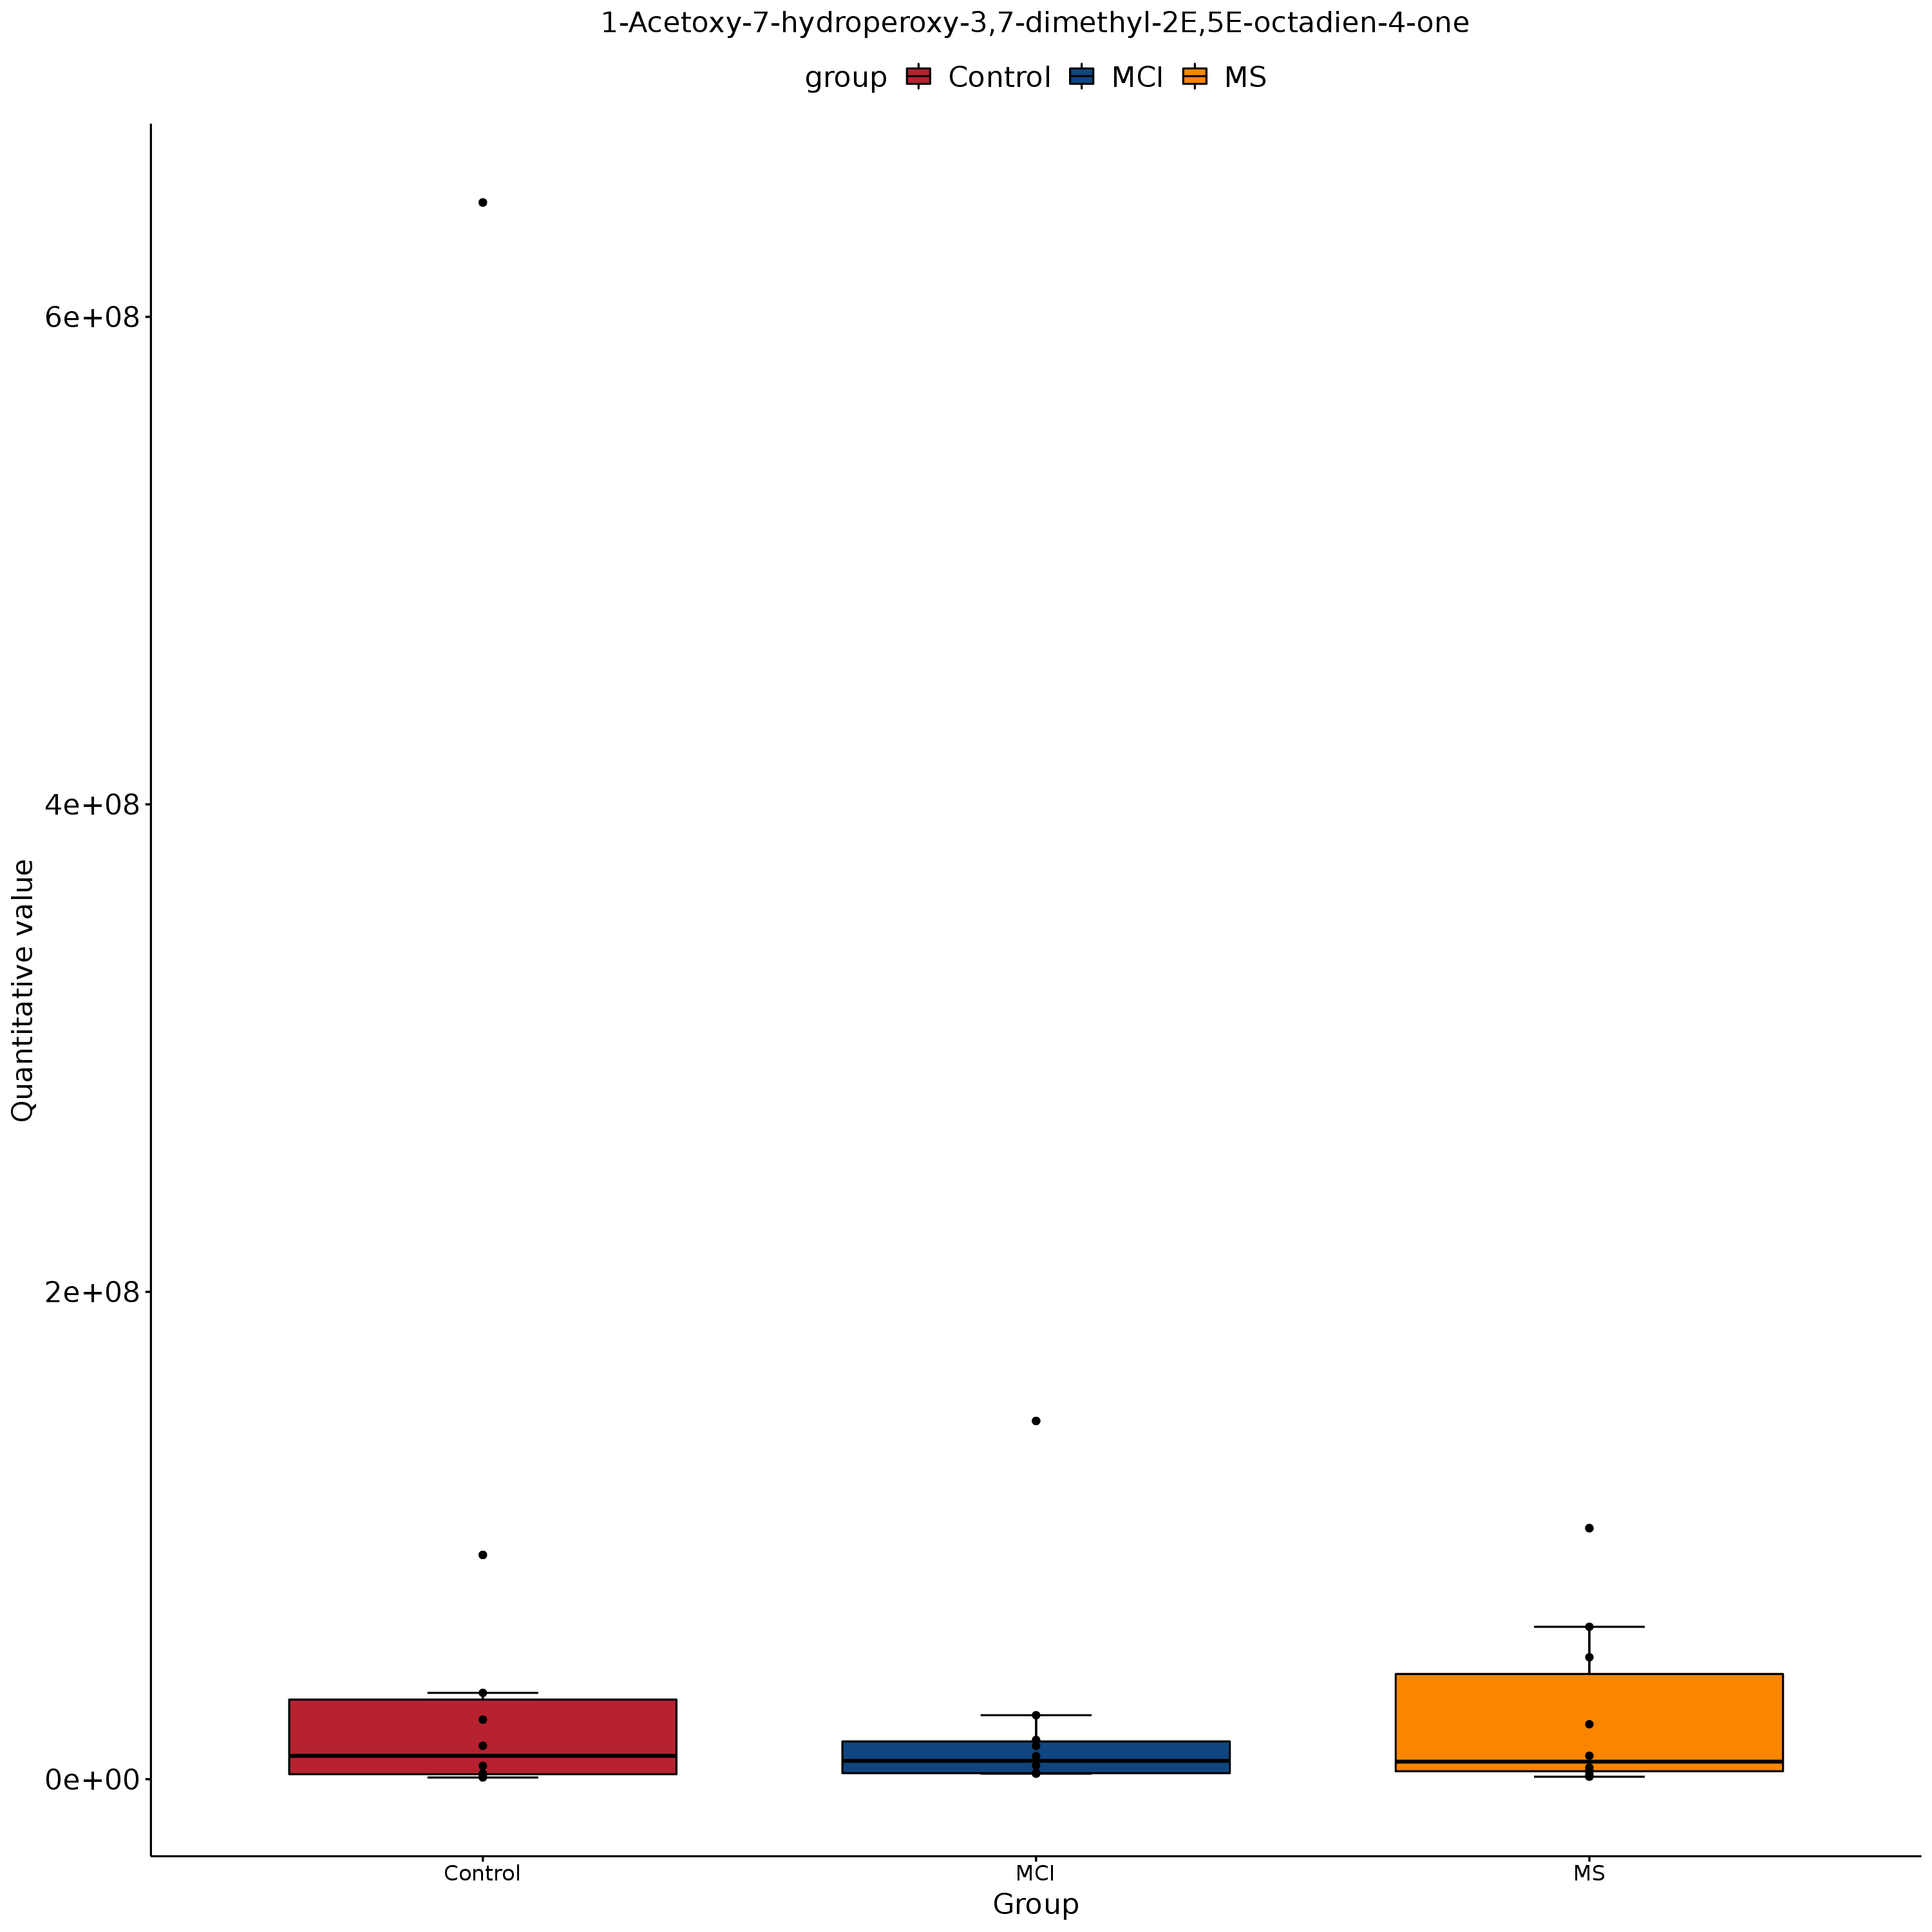 1-Acetoxy-7-hydroperoxy-3,7-dimethyl-2E,5E-octadien-4-one
group Control MCI MS
6e+08
4e+08
2e+08
0e+00
Quantitative value
Control MCI MS
Group